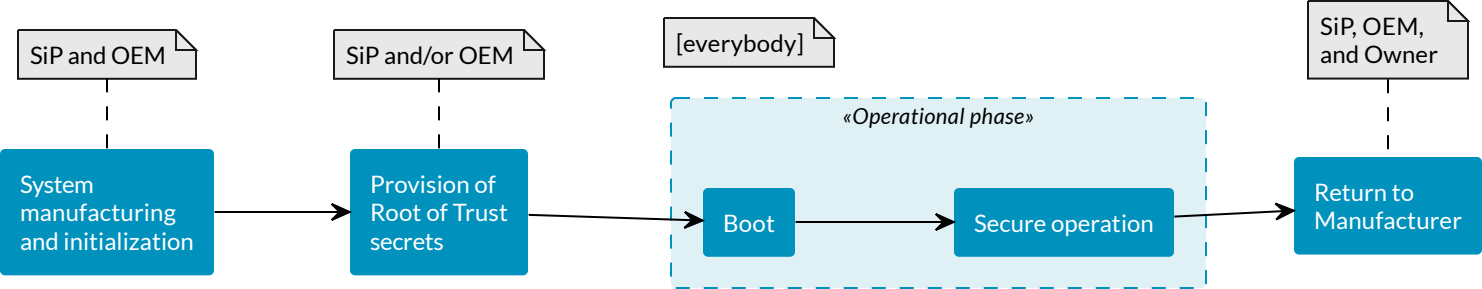 SiP and OEM
SiP and/or OEM
[everybody]
SiP, OEM,
and Owner
«Operational phase»
System
manufacturing
and initialization
Provision of
Root of Trust
secrets
Boot
Secure operation
Return to
Manufacturer